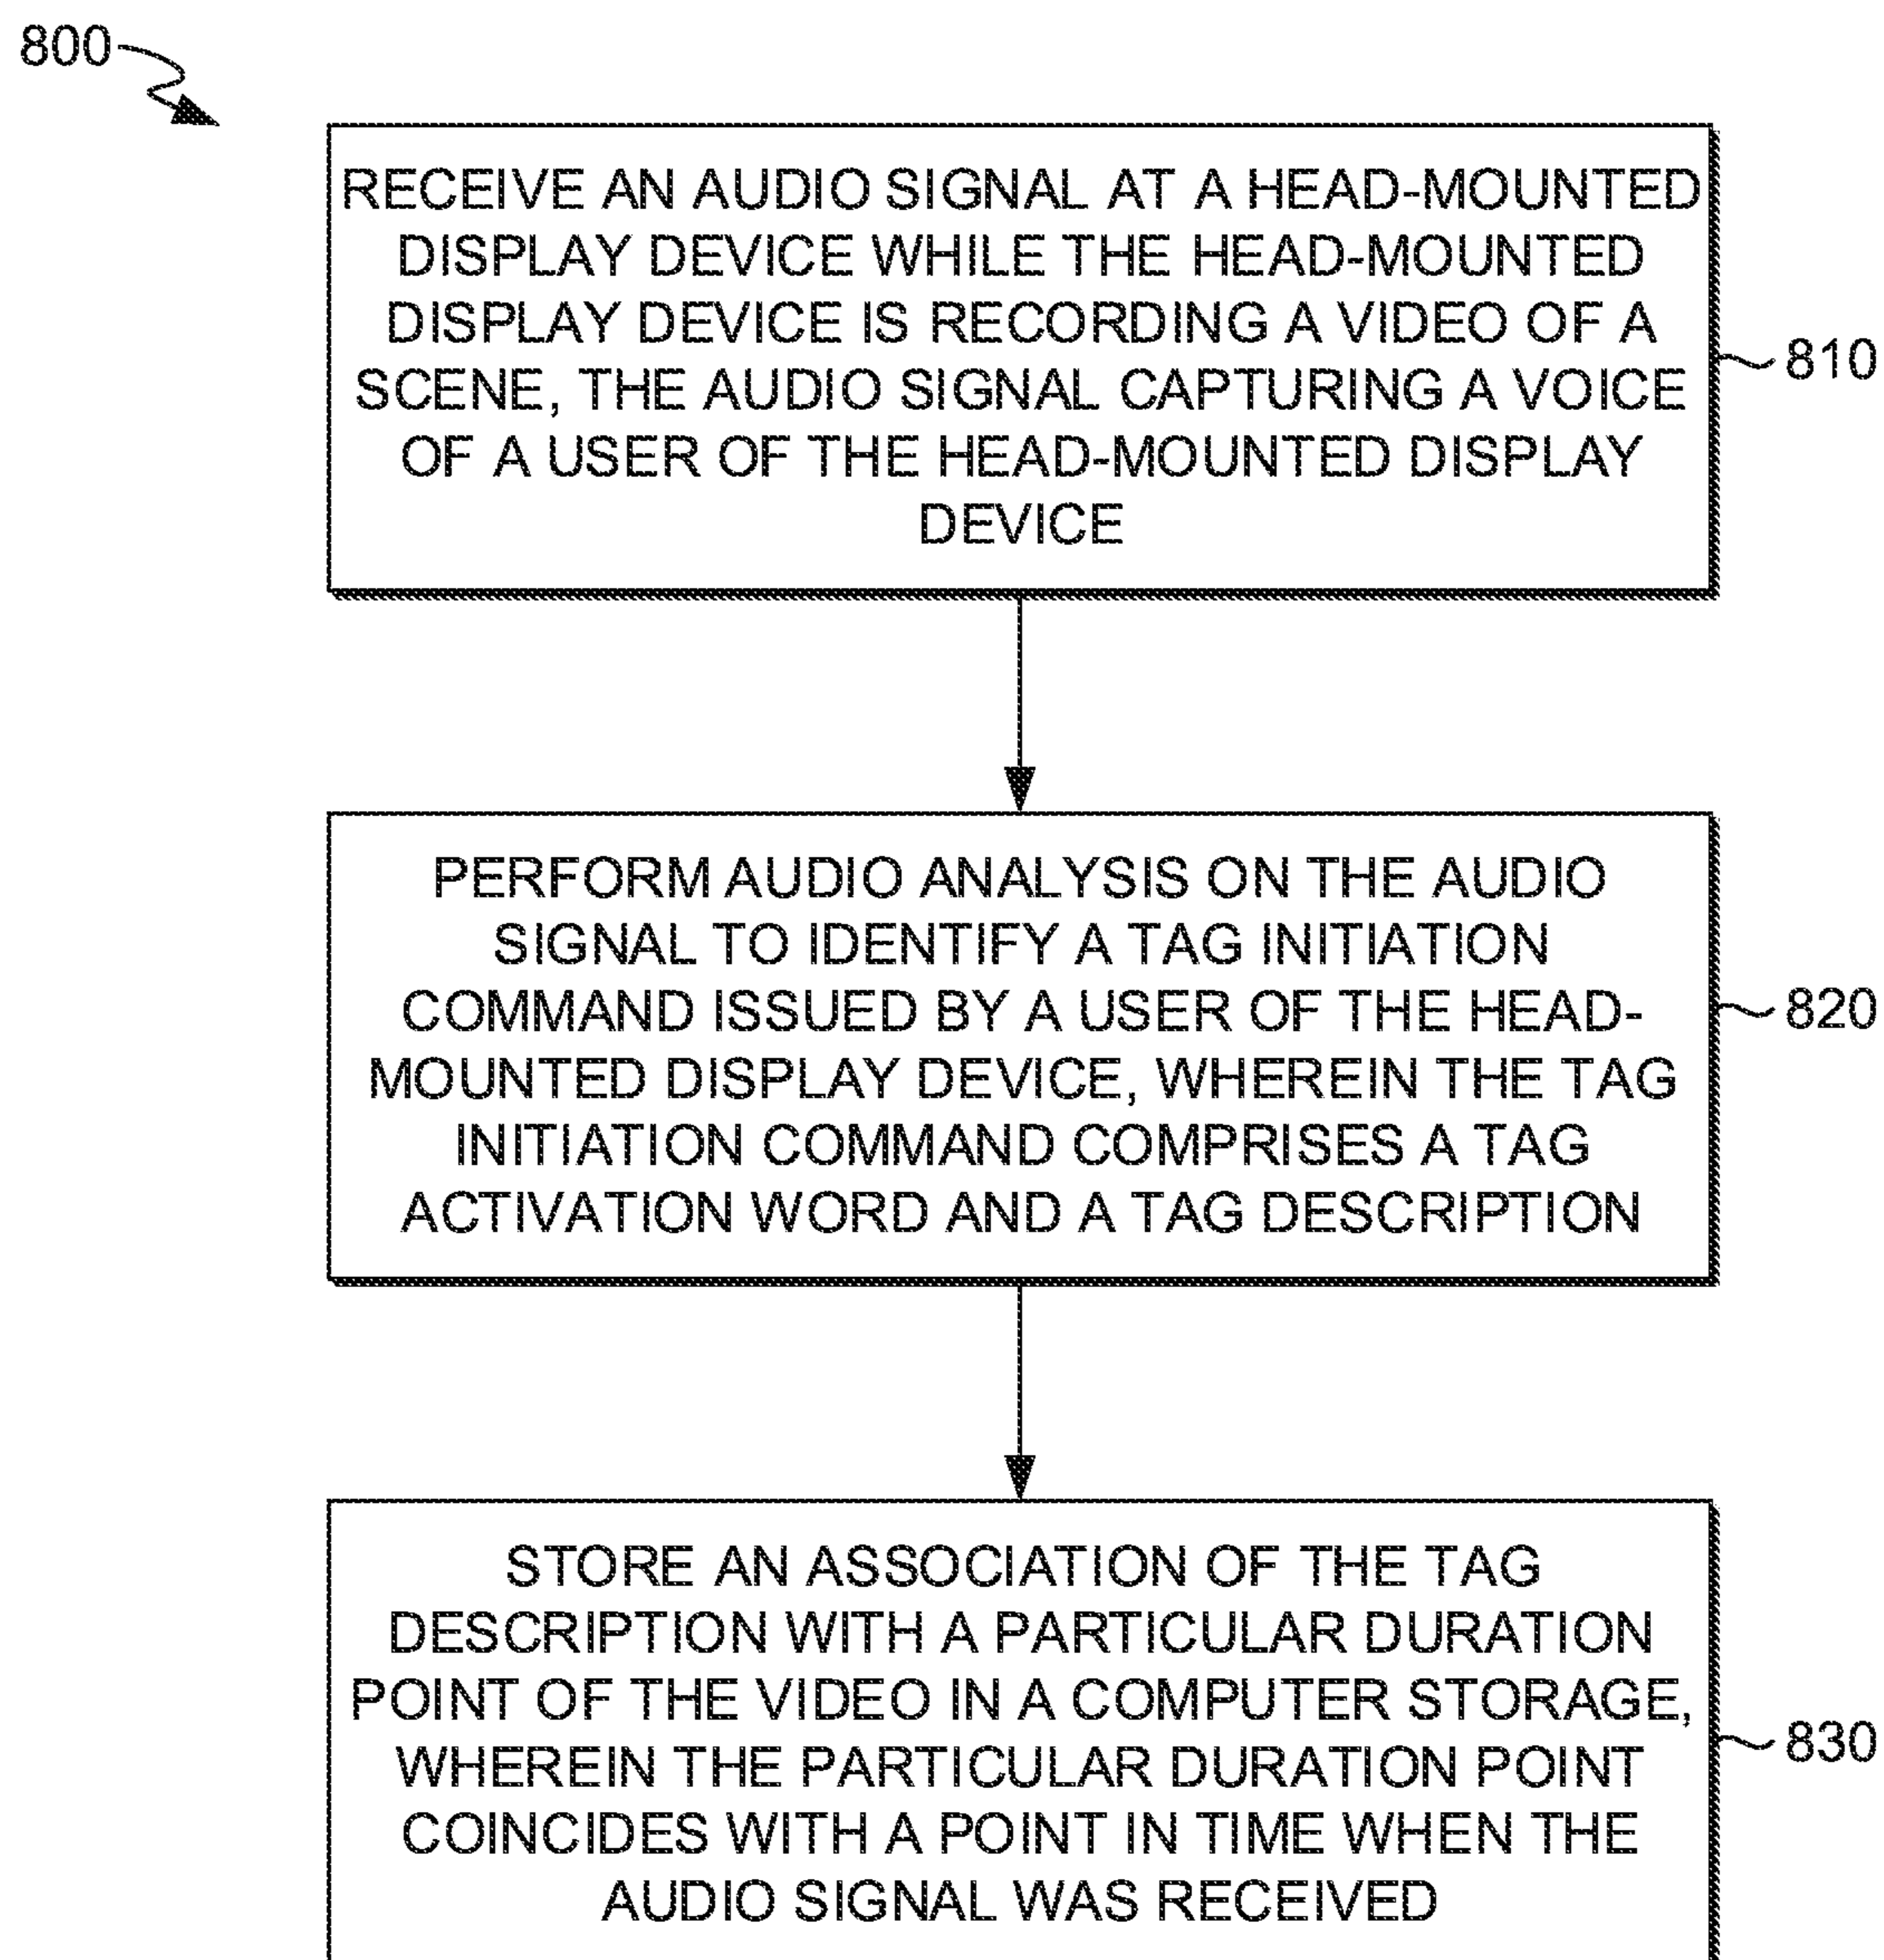 800
RECEIVE AN AUDIO SIGNAL AT A HEAD-MOUNTED
DISPLAY DEVICE WHILE THE HEAD-MOUNTED
DISPLAY DEVICE IS RECORDING A VIDEO OF A
SCENE, THE AUDIO SIGNAL CAPTURING A VOICE
OF A USER OF THE HEAD-MOUNTED DISPLAY
DEVICE
810
PERFORM AUDIO ANALYSIS ON THE AUDIO
SIGNAL TO IDENTIFY A TAG INITIATION
COMMAND ISSUED BY A USER OF THE HEAD-
MOUNTED DISPLAY DEVICE, WHEREIN THE TAG
INITIATION COMMAND COMPRISES A TAG
ACTIVATION WORD AND A TAG DESCRIPTION
820
STORE AN ASSOCIATION OF THE TAG
DESCRIPTION WITH A PARTICULAR DURATION
POINT OF THE VIDEO IN A COMPUTER STORAGE,
WHEREIN THE PARTICULAR DURATION POINT
COINCIDES WITH A POINT IN TIME WHEN THE
AUDIO SIGNAL WAS RECEIVED
830